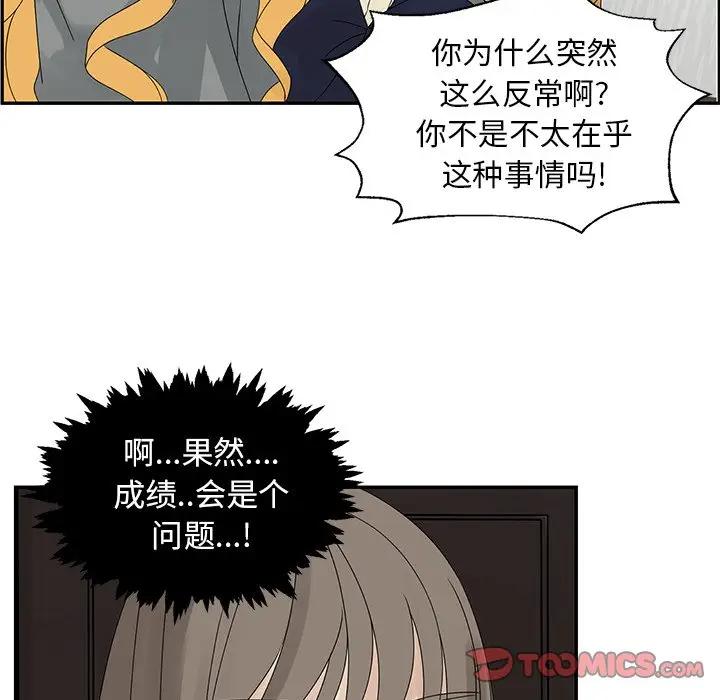 你为什么突然
这么反常啊?
你不是不太在乎
这种事情吗!
啊...果然....
成绩..会是个
问题...!
TOOMICS.COM